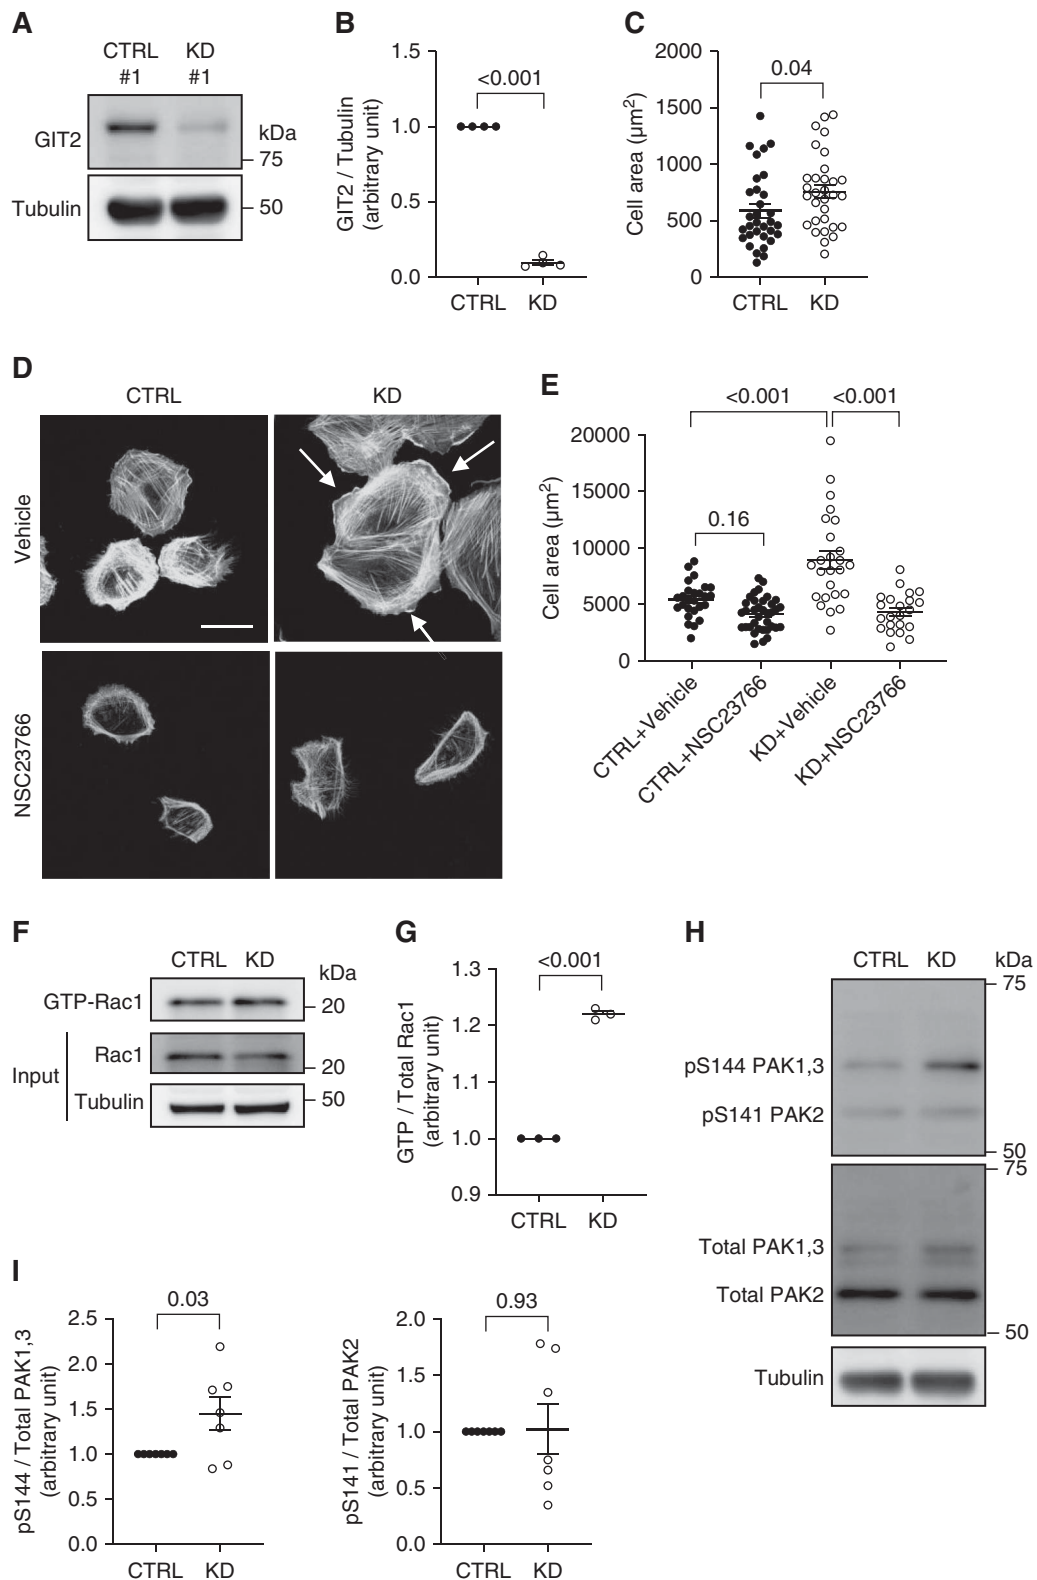 A
CTRL #1
KD #1
GIT2
kDa
75
Tubulin
50
B
GIT2 / Tubulin
(arbitrary unit)
1.5
1.0
0.5
0.0
<0.001
CTRL KD
C
Cell area (μm2)
2000
1500
1000
500
0
0.04
CTRL KD
D
CTRL KD
Vehicle
NSC23766
E
<0.001 <0.001
Cell area (μm2)
20000
15000
10000
5000
0
0.16
CTRL+Vehicle
CTRL+NSC23766
KD+Vehicle
KD+NSC23766
F
CTRL KD
kDa
GTP-Rac1
20
Input
Rac1
20
Tubulin
50
G
GTP / Total Rac1
(arbitrary unit)
1.3
1.2
1.1
1.0
0.9
<0.001
CTRL KD
H
CTRL KD kDa
75
pS144 PAK1,3
pS141 PAK2
50
75
Total PAK1,3
Total PAK2
50
Tubulin
I
pS144 / Total PAK1,3
(arbitrary unit)
2.5
2.0
1.5
1.0
0.5
0.0
0.03
CTRL KD
pS141 / Total PAK2
(arbitrary unit)
2.0
1.5
1.0
0.5
0.0
0.93
CTRL KD